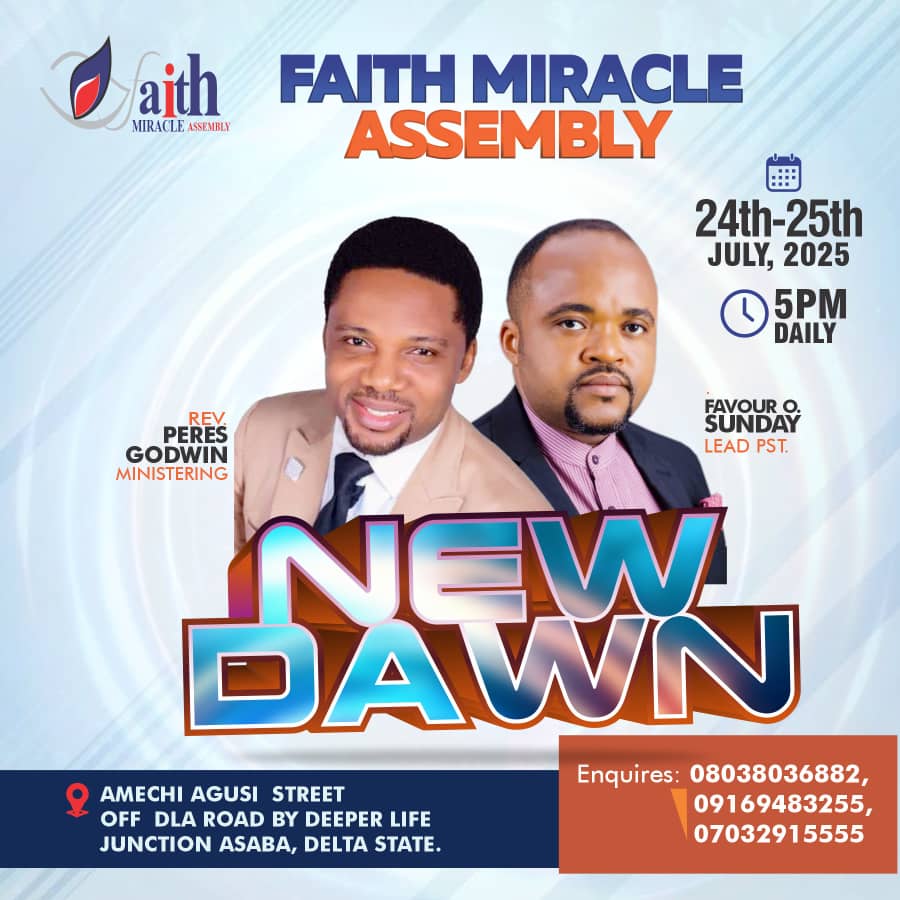 faith
MIRACLE ASSEMBLY
FAITH MIRACLE
ASSEMBLY
24th-25th
JULY, 2025
5PM
DAILY
REV.
PERES
GODWIN
MINISTERING
FAVOUR O.
SUNDAY
LEAD PST.
NEW
DAWN
AMECHI AGUSI STREET
OFF DLA ROAD BY DEEPER LIFE
JUNCTION ASABA, DELTA STATE.
Enquires: 08038036882,
09169483255,
07032915555